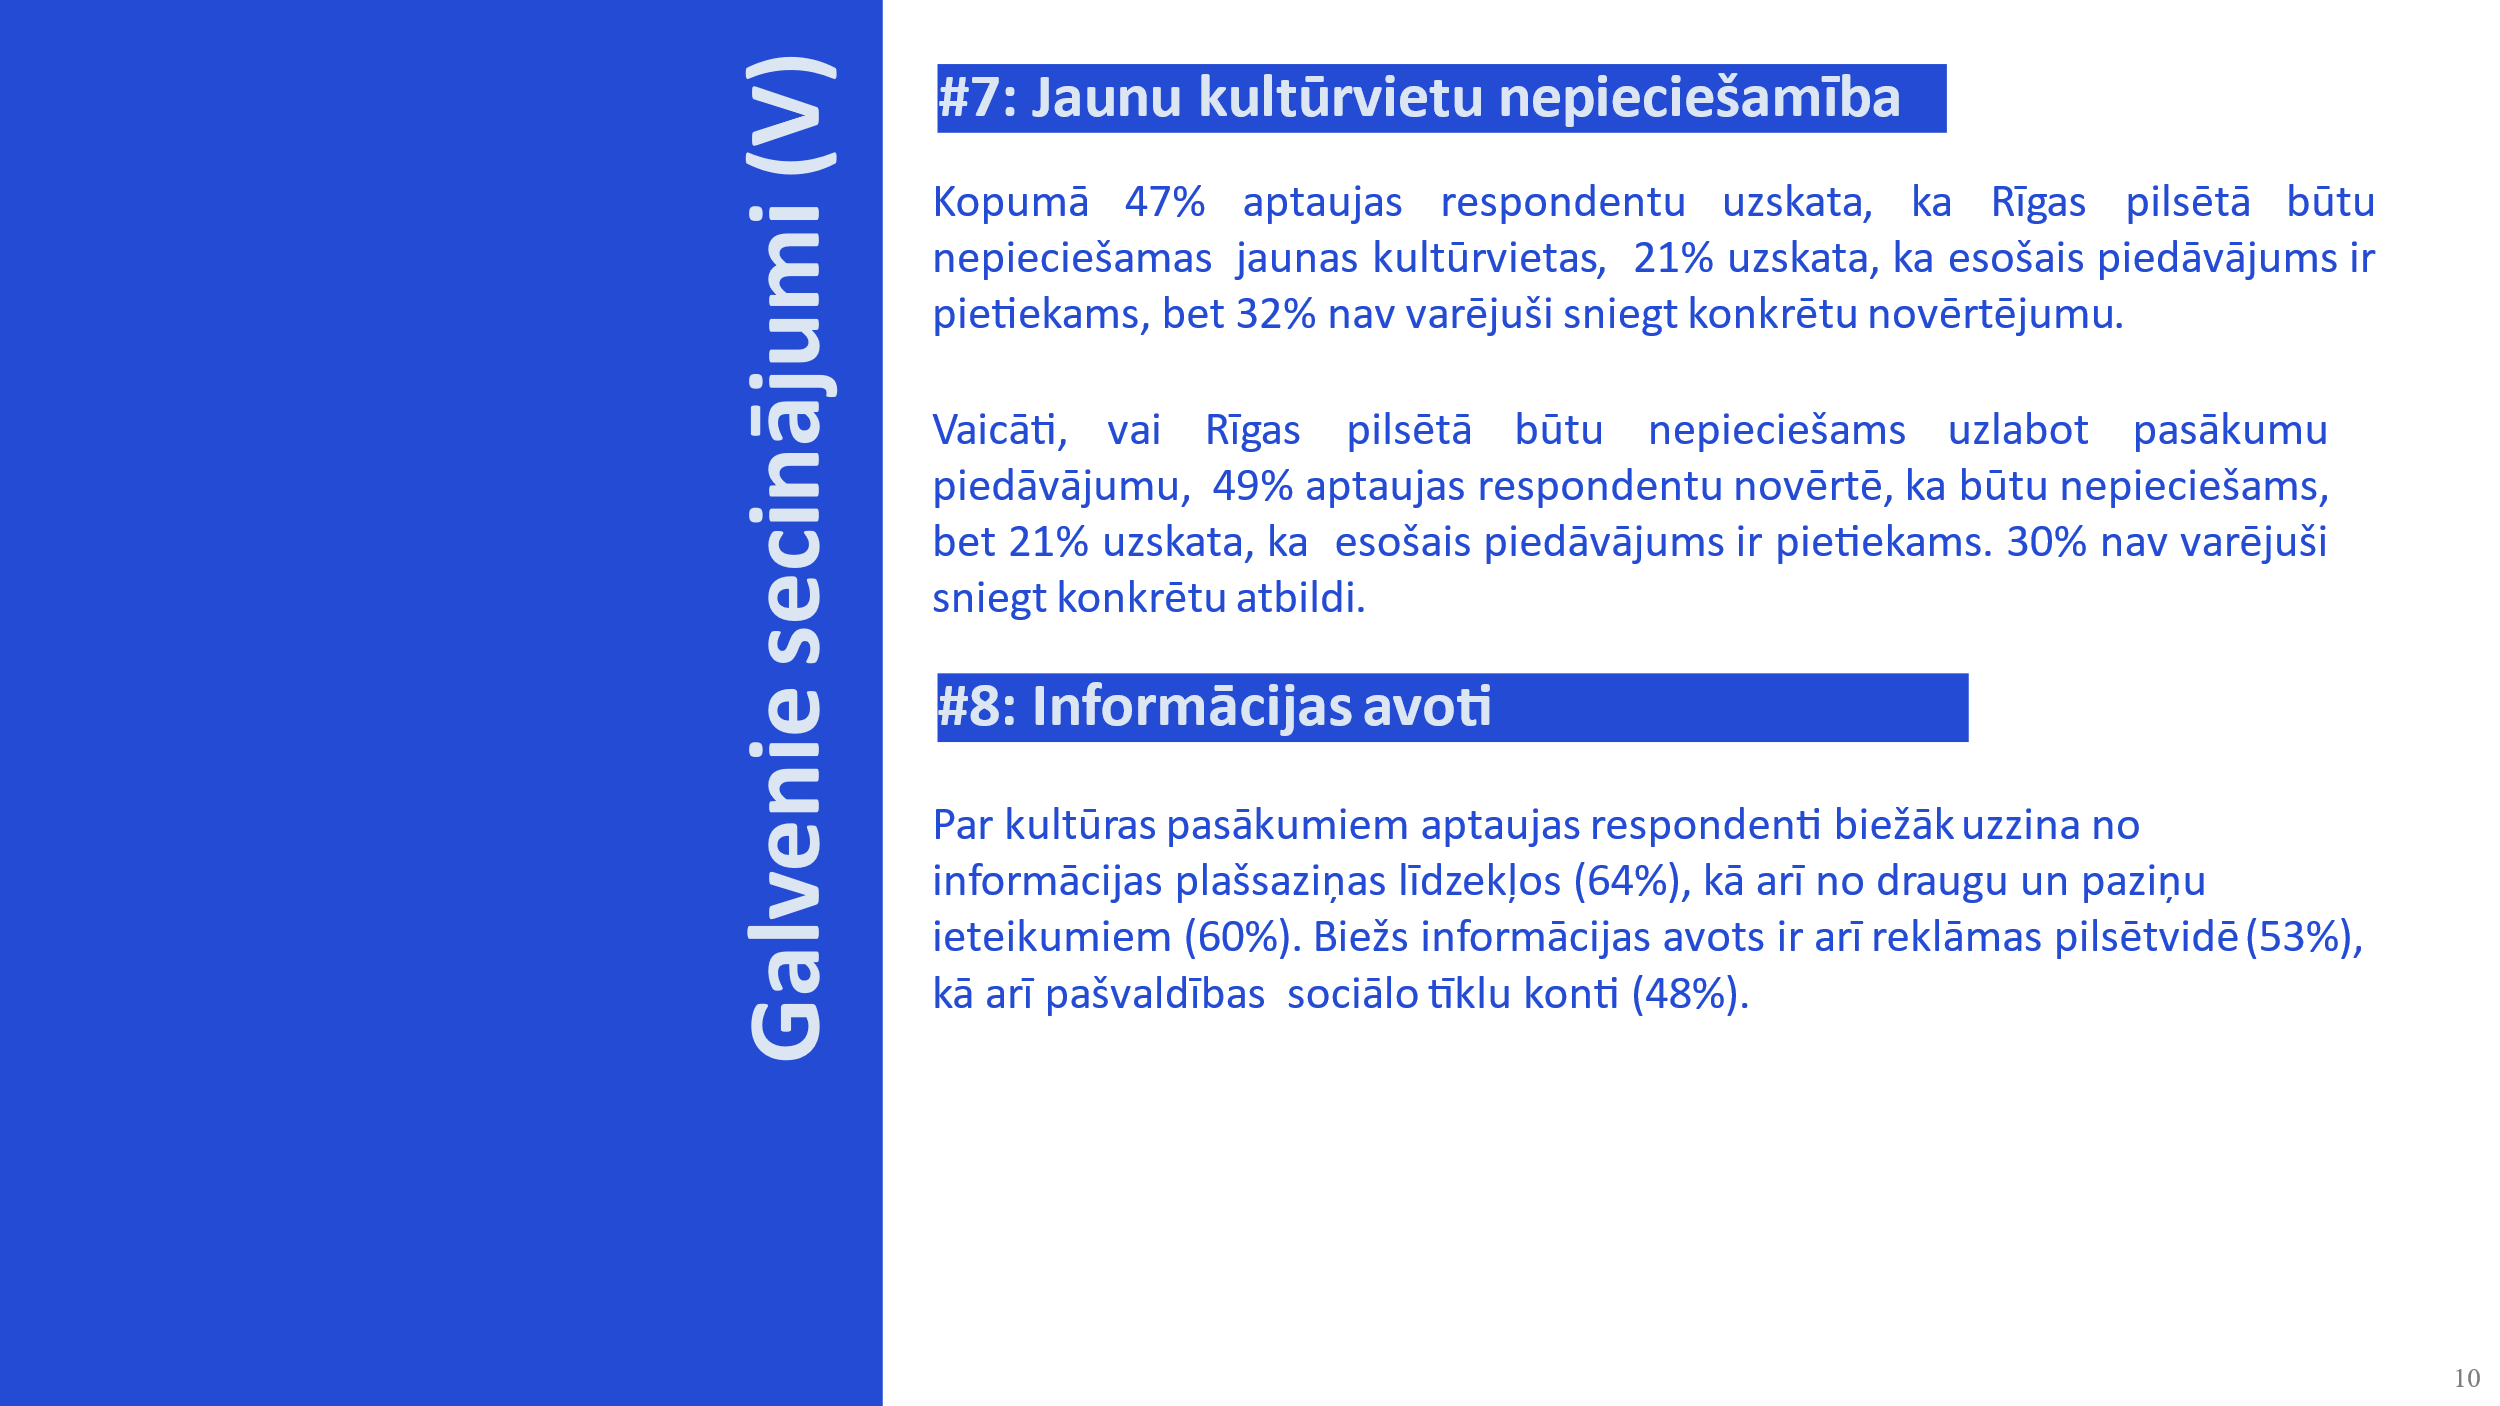 Galvenie secinājumi (V)
#7: Jaunu kultūrvietu nepieciešamība
Kopumā 47% aptaujas respondentu uzskata, ka Rīgas pilsētā būtu
nepieciešamas jaunas kultūrvietas, 21% uzskata, ka esošais piedāvājums ir
pietiekams, bet 32% nav varējuši sniegt konkrētu novērtējumu.
Vaicāti, vai Rīgas pilsētā būtu nepieciešams uzlabot pasākumu
piedāvājumu, 49% aptaujas respondentu novērtē, ka būtu nepieciešams,
bet 21% uzskata, ka esošais piedāvājums ir pietiekams. 30% nav varējuši
sniegt konkrētu atbildi.
#8: Informācijas avoti
Par kultūras pasākumiem aptaujas respondenti biežāk uzzina no
informācijas plašsaziņas līdzekļos (64%), kā arī no draugu un paziņu
ieteikumiem (60%). Biežs informācijas avots ir arī reklāmas pilsētvidē (53%),
kā arī pašvaldības sociālo tīklu konti (48%).
10